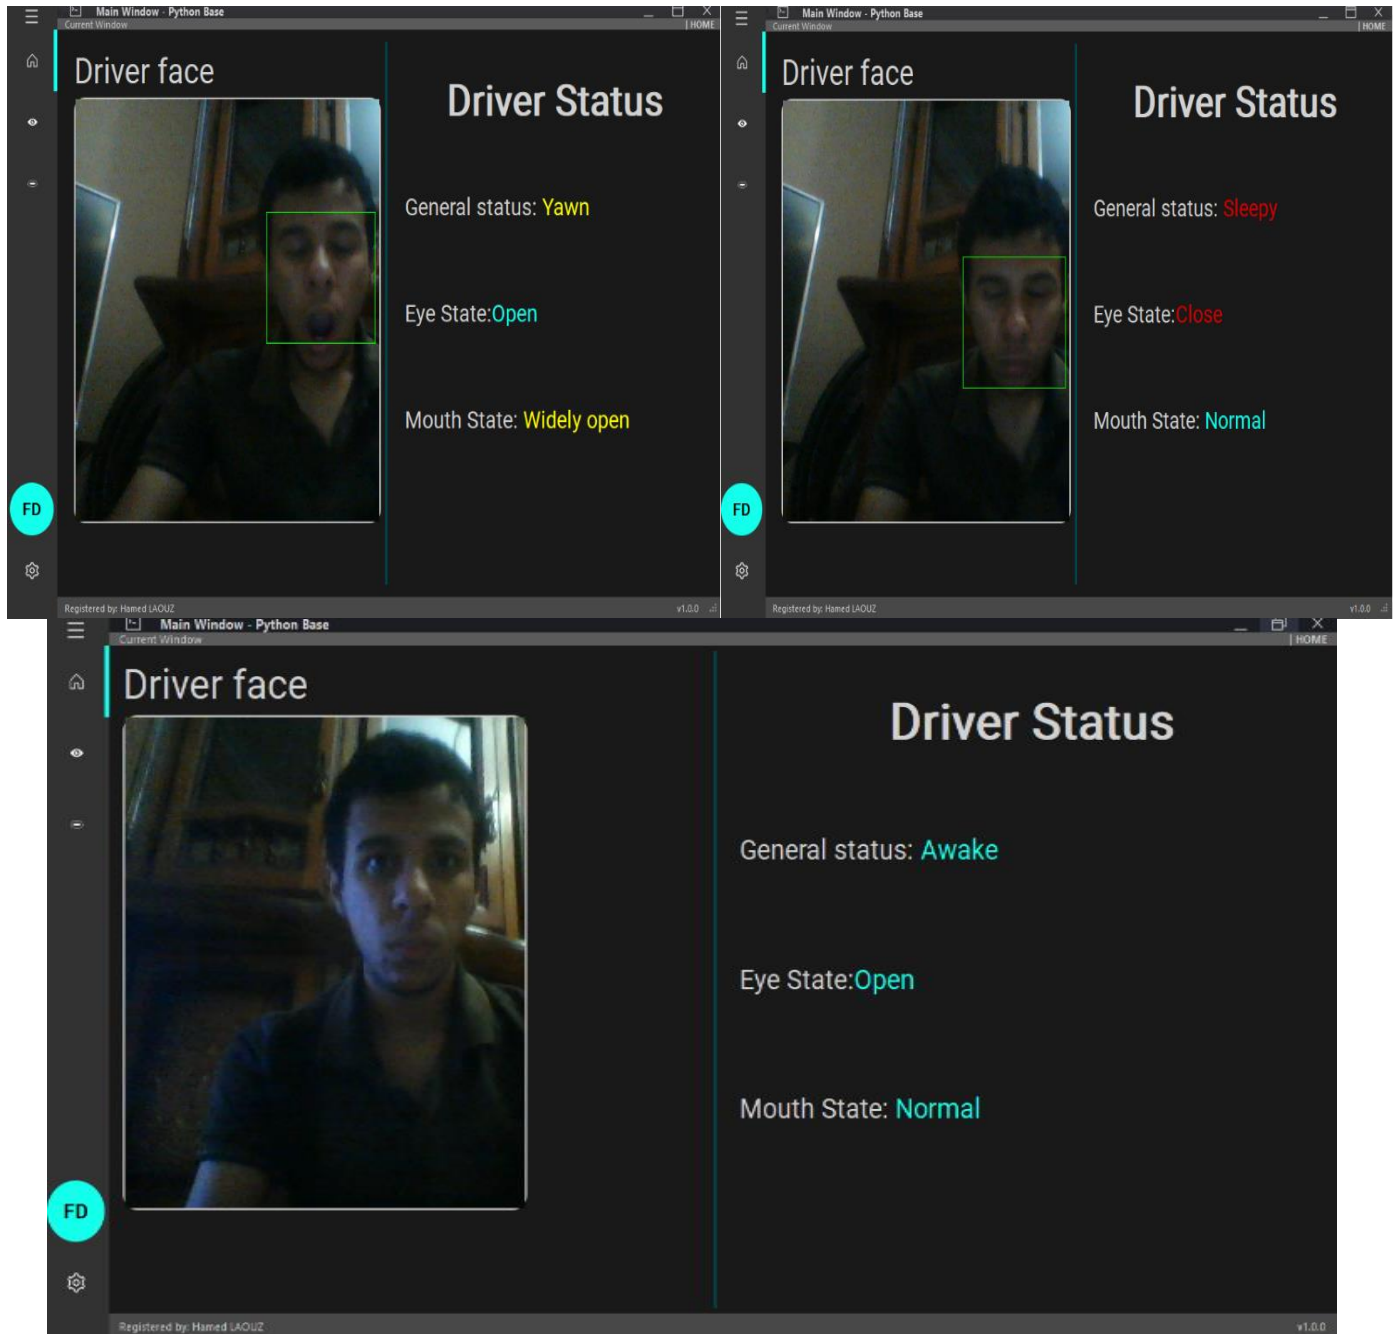 Main Window - Python Base
Current Window
| HOME
Driver face
Driver Status
General status: Yawn
Eye State:Open
Mouth State: Widely open
FD
Registered by: Hamed LAOUZ
v1.0.0
Main Window - Python Base
Current Window
| HOME
Driver face
Driver Status
General status: Sleepy
Eye State:Close
Mouth State: Normal
FD
Registered by: Hamed LAOUZ
v1.0.0
Main Window - Python Base
Current Window
| HOME
Driver face
Driver Status
General status: Awake
Eye State:Open
Mouth State: Normal
FD
Registered by: Hamed LAOUZ
v1.0.0